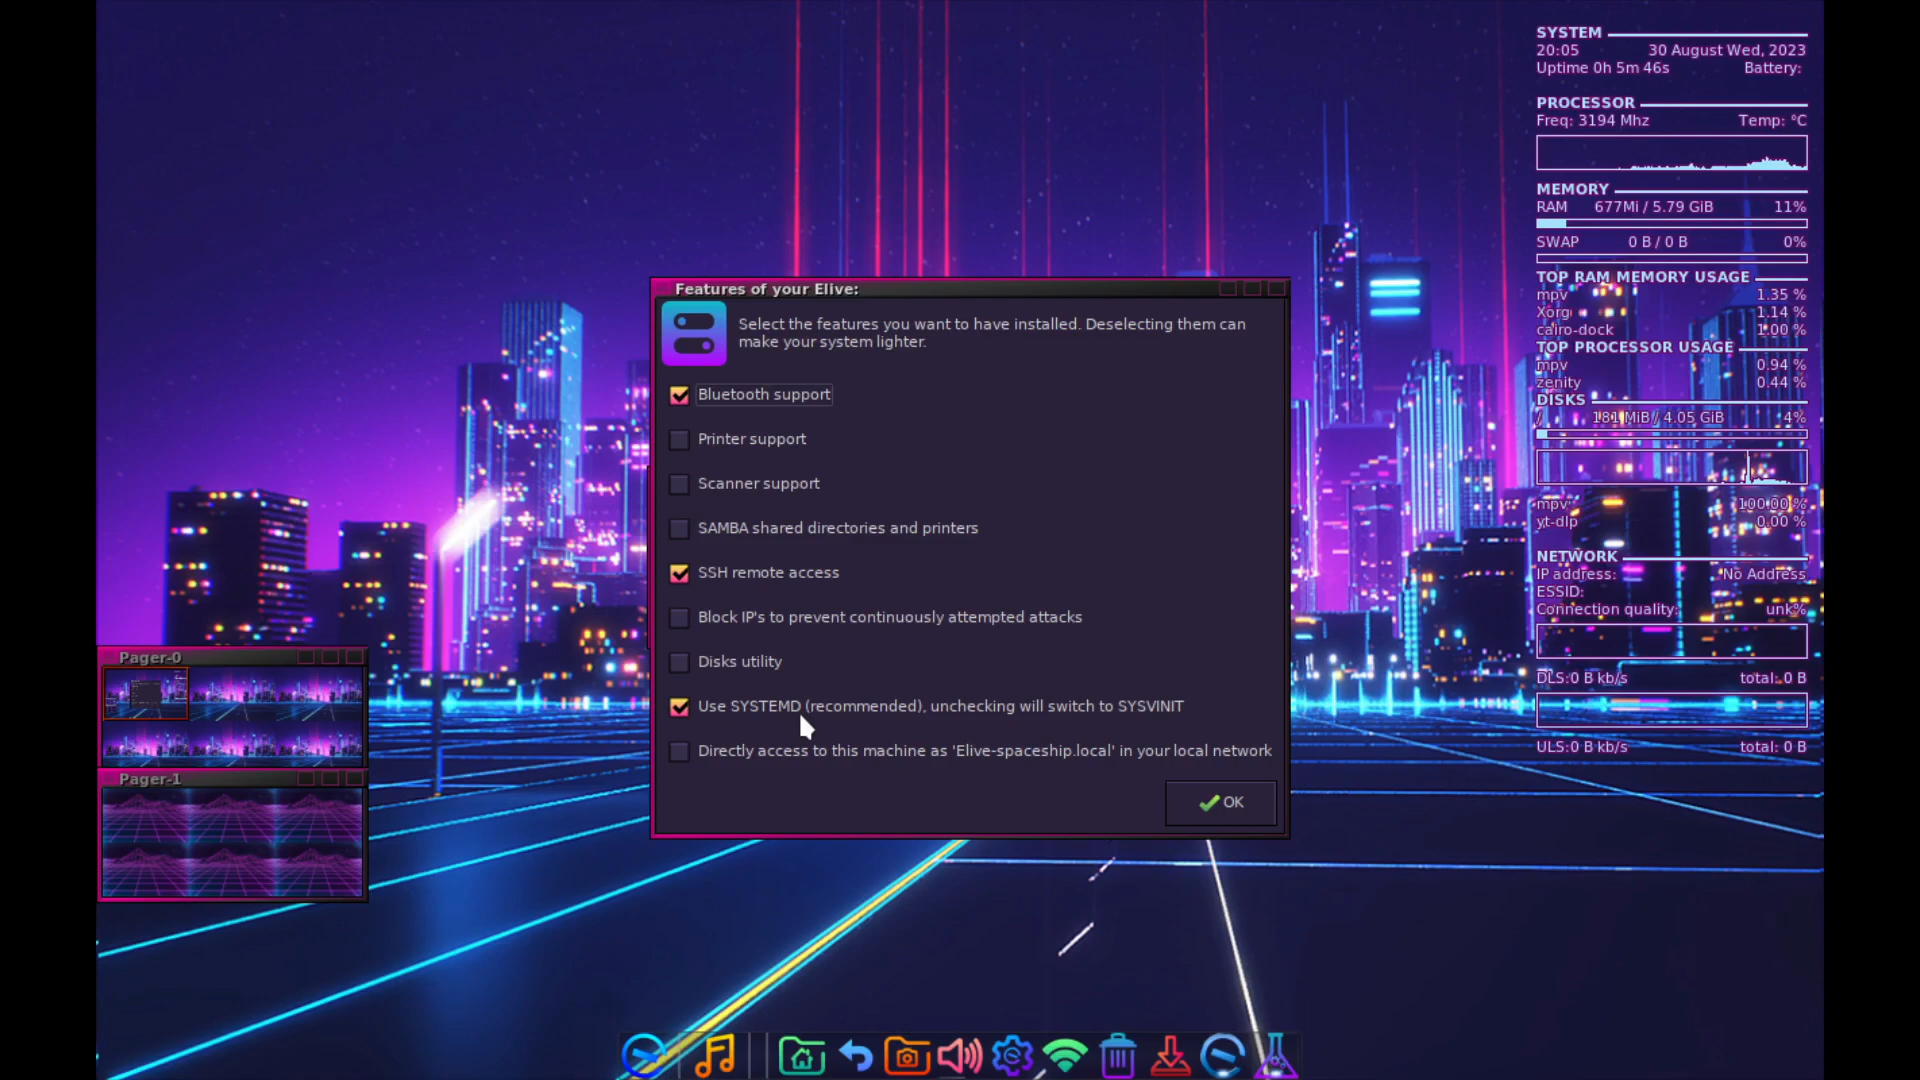 SYSTEM
20:05 30 August Wed, 2023
Uptime 0h 5m 46s Battery:
PROCESSOR
Freq: 3194 Mhz Temp: °C
MEMORY
RAM 677Mi / 5.79 GiB 11%
SWAP 0 B / 0 B 0%
TOP RAM MEMORY USAGE
mpv 1.35 %
Xorg 1.14 %
cairo-dock 1.00 %
TOP PROCESSOR USAGE
mpv 0.94 %
zenity 0.44 %
DISKS
/ 181 MiB / 4.05 GiB 4%
mpv 100.00 %
yt-dlp 0.00 %
NETWORK
IP address: No Address
ESSID:
Connection quality: unk%
DLS:0 B kb/s total: 0 B
ULS:0 B kb/s total: 0 B
Features of your Elive:
Select the features you want to have installed. Deselecting them can
make your system lighter.
Bluetooth support
Printer support
Scanner support
SAMBA shared directories and printers
SSH remote access
Block IP's to prevent continuously attempted attacks
Disks utility
Use SYSTEMD (recommended), unchecking will switch to SYSVINIT
Directly access to this machine as 'Elive-spaceship.local' in your local network
OK
Pager-0
Pager-1